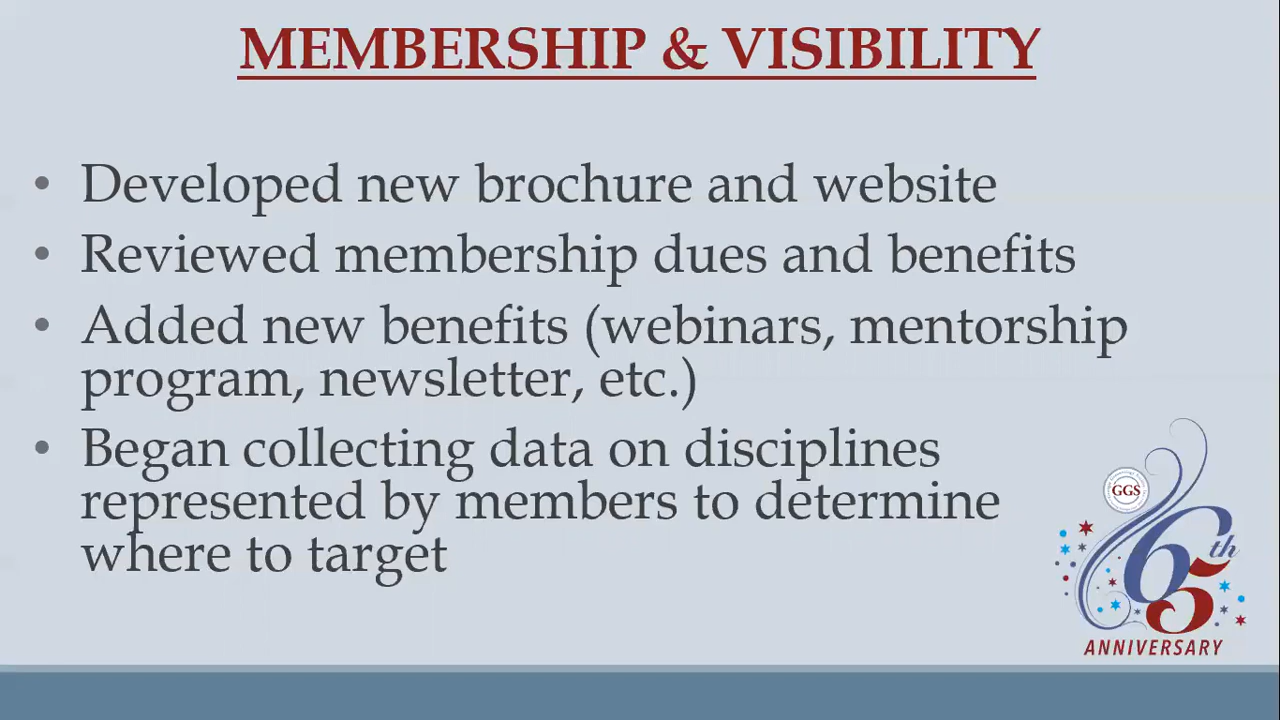 MEMBERSHIP & VISIBILITY
• Developed new brochure and website
• Reviewed membership dues and benefits
• Added new benefits (webinars, mentorship
program, newsletter, etc.)
• Began collecting data on disciplines
represented by members to determine
where to target
GGS
65th
ANNIVERSARY